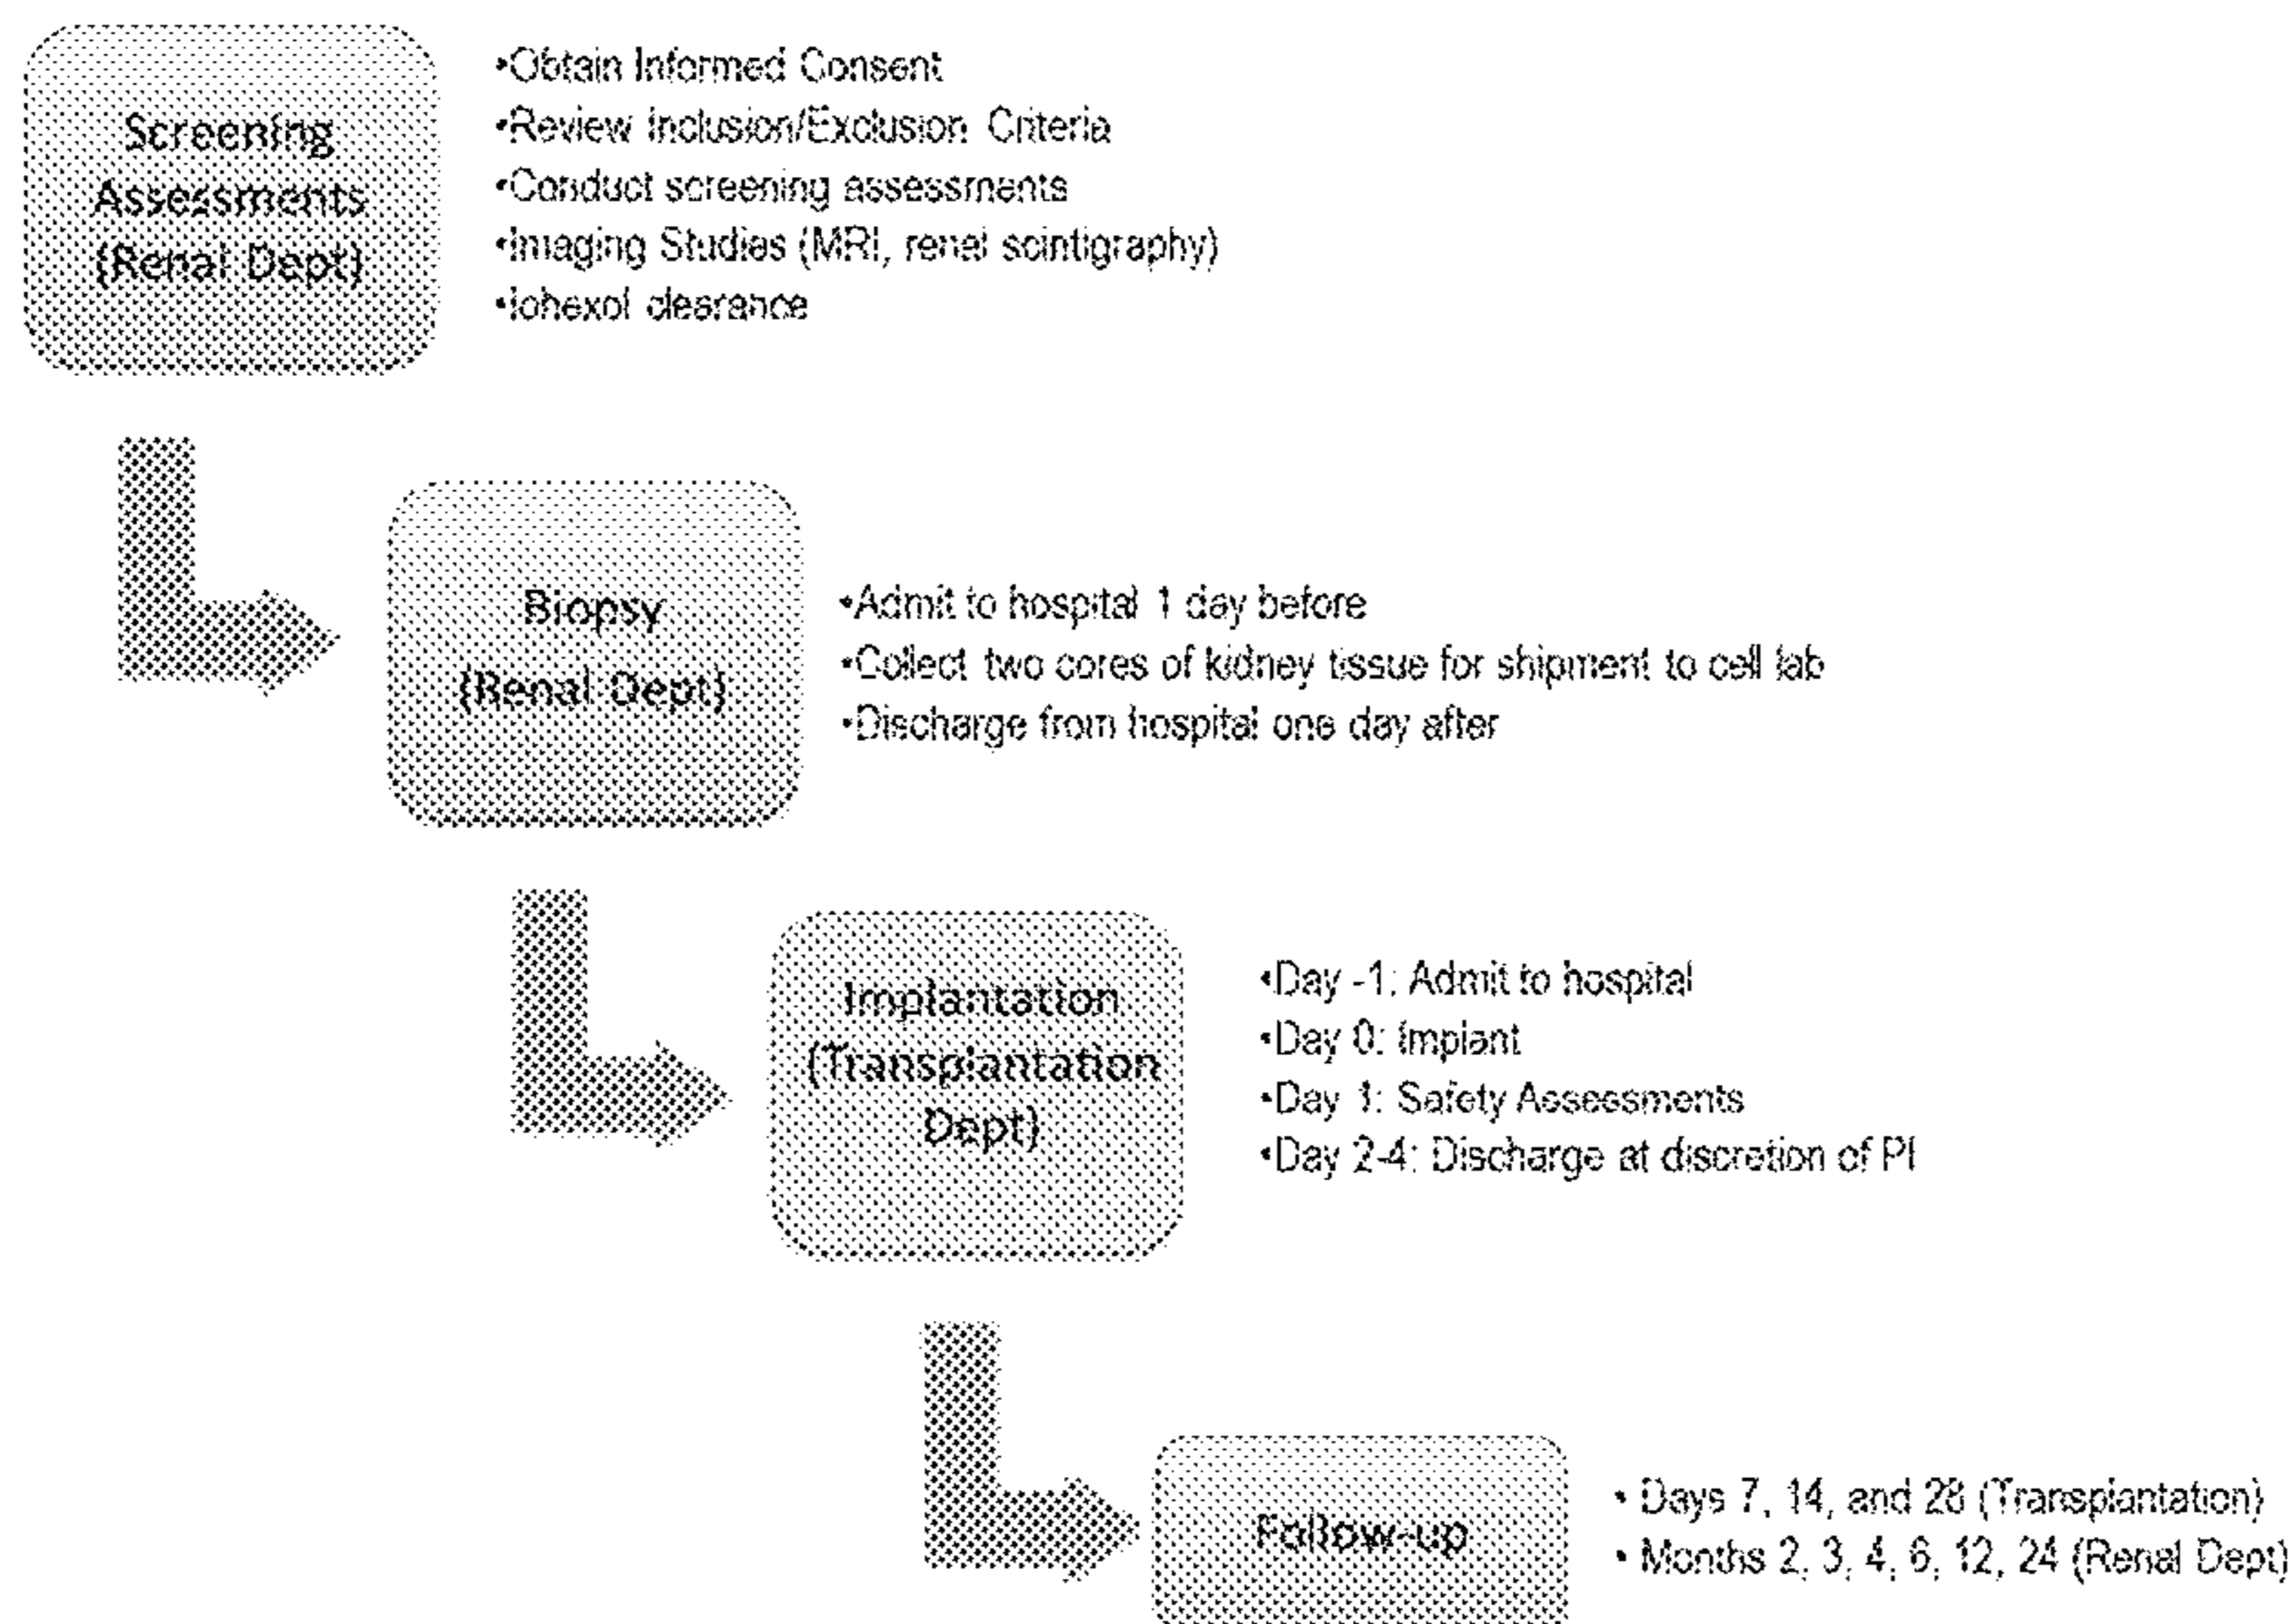 Screening
Assessments
(Renal Dept)
•Obtain Informed Consent
•Review Inclusion/Exclusion Criteria
•Conduct screening assessments
•Imaging Studies (MRI, renal scintigraphy)
•Iohexol clearance
Biopsy
(Renal Dept)
•Admit to hospital 1 day before
•Collect two cores of kidney tissue for shipment to cell lab
•Discharge from hospital one day after
Implantation
(Transplantation
Dept)
•Day -1: Admit to hospital
•Day 0: Implant
•Day 1: Safety Assessments
•Day 2-4: Discharge at discretion of PI
Follow-up
• Days 7, 14, and 28 (Transplantation)
• Months 2, 3, 4, 6, 12, 24 (Renal Dept)